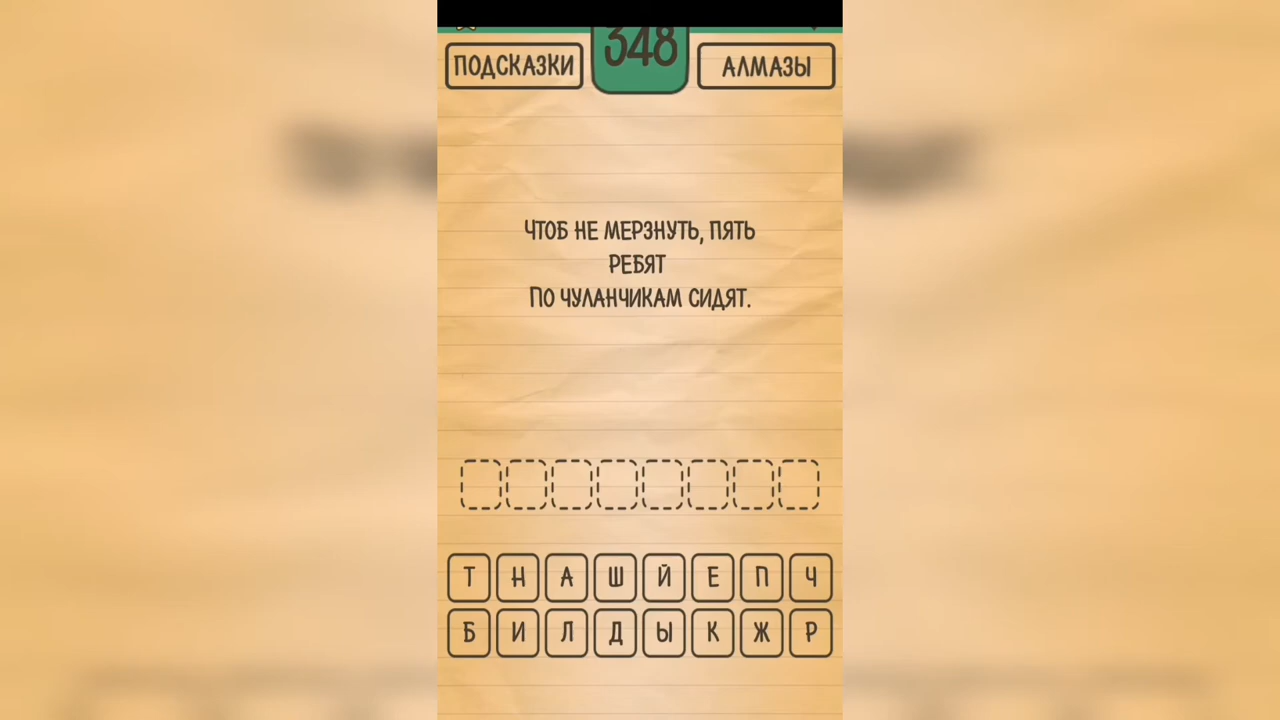 348
ПОДСКАЗКИ
АЛМАЗЫ
ЧТОБ НЕ МЕРЗНУТЬ, ПЯТЬ
РЕБЯТ
ПО ЧУЛАНЧИКАМ СИДЯТ.
Т Н А Ш Й Е П Ч
Б И Л Д Ы К Ж Р